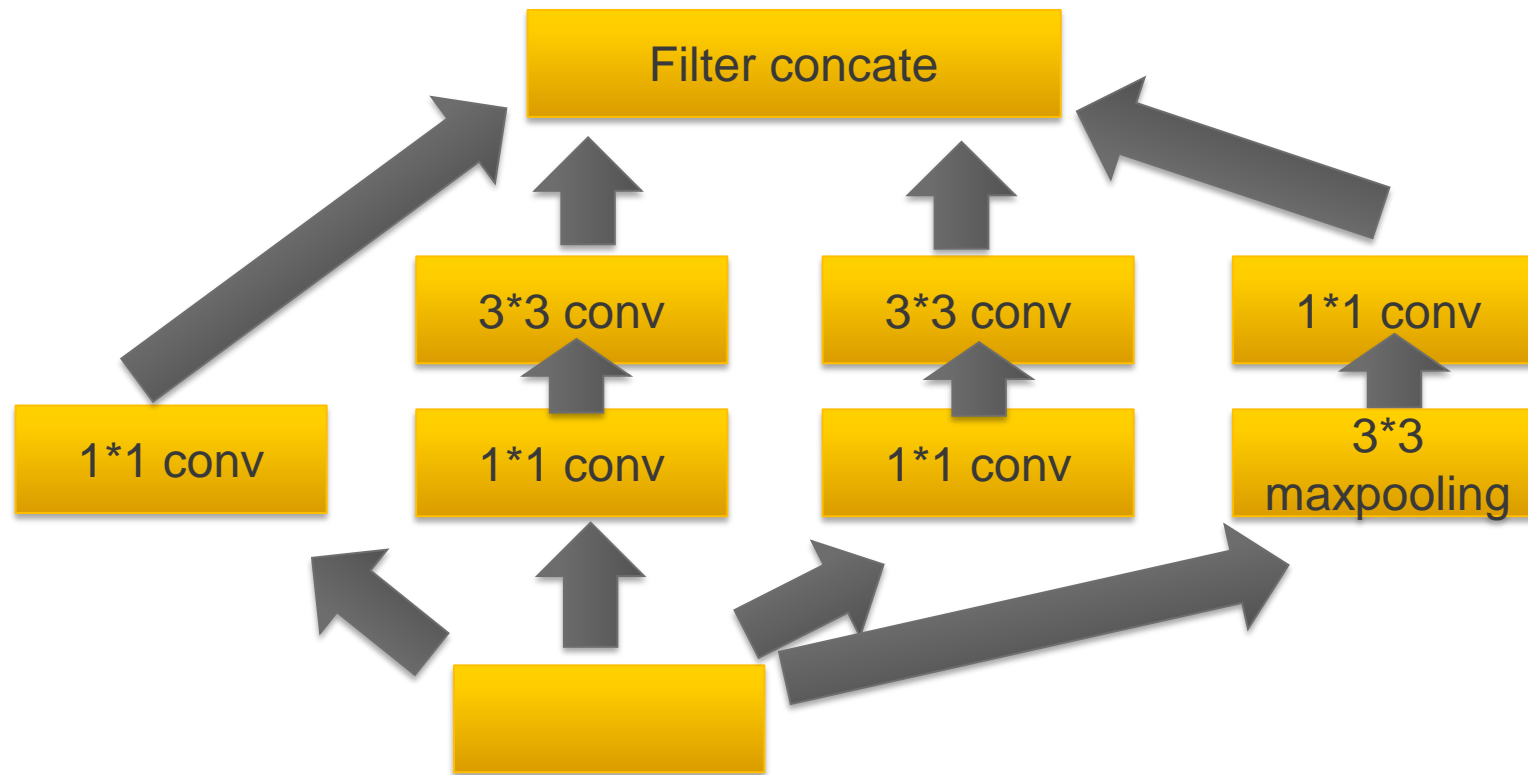 Filter concate
3*3 conv
3*3 conv
1*1 conv
1*1 conv
1*1 conv
1*1 conv
3*3
maxpooling